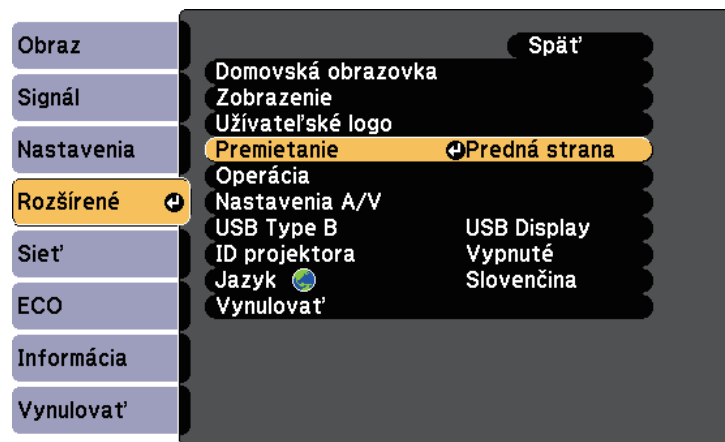 Obraz
Signál
Nastavenia
Rozšírené
Sieť
ECO
Informácia
Vynulovať
Späť
Domovská obrazovka
Zobrazenie
Užívateľské logo
Premietanie Predná strana
Operácia
Nastavenia A/V
USB Type B USB Display
ID projektora Vypnuté
Jazyk Slovenčina
Vynulovať